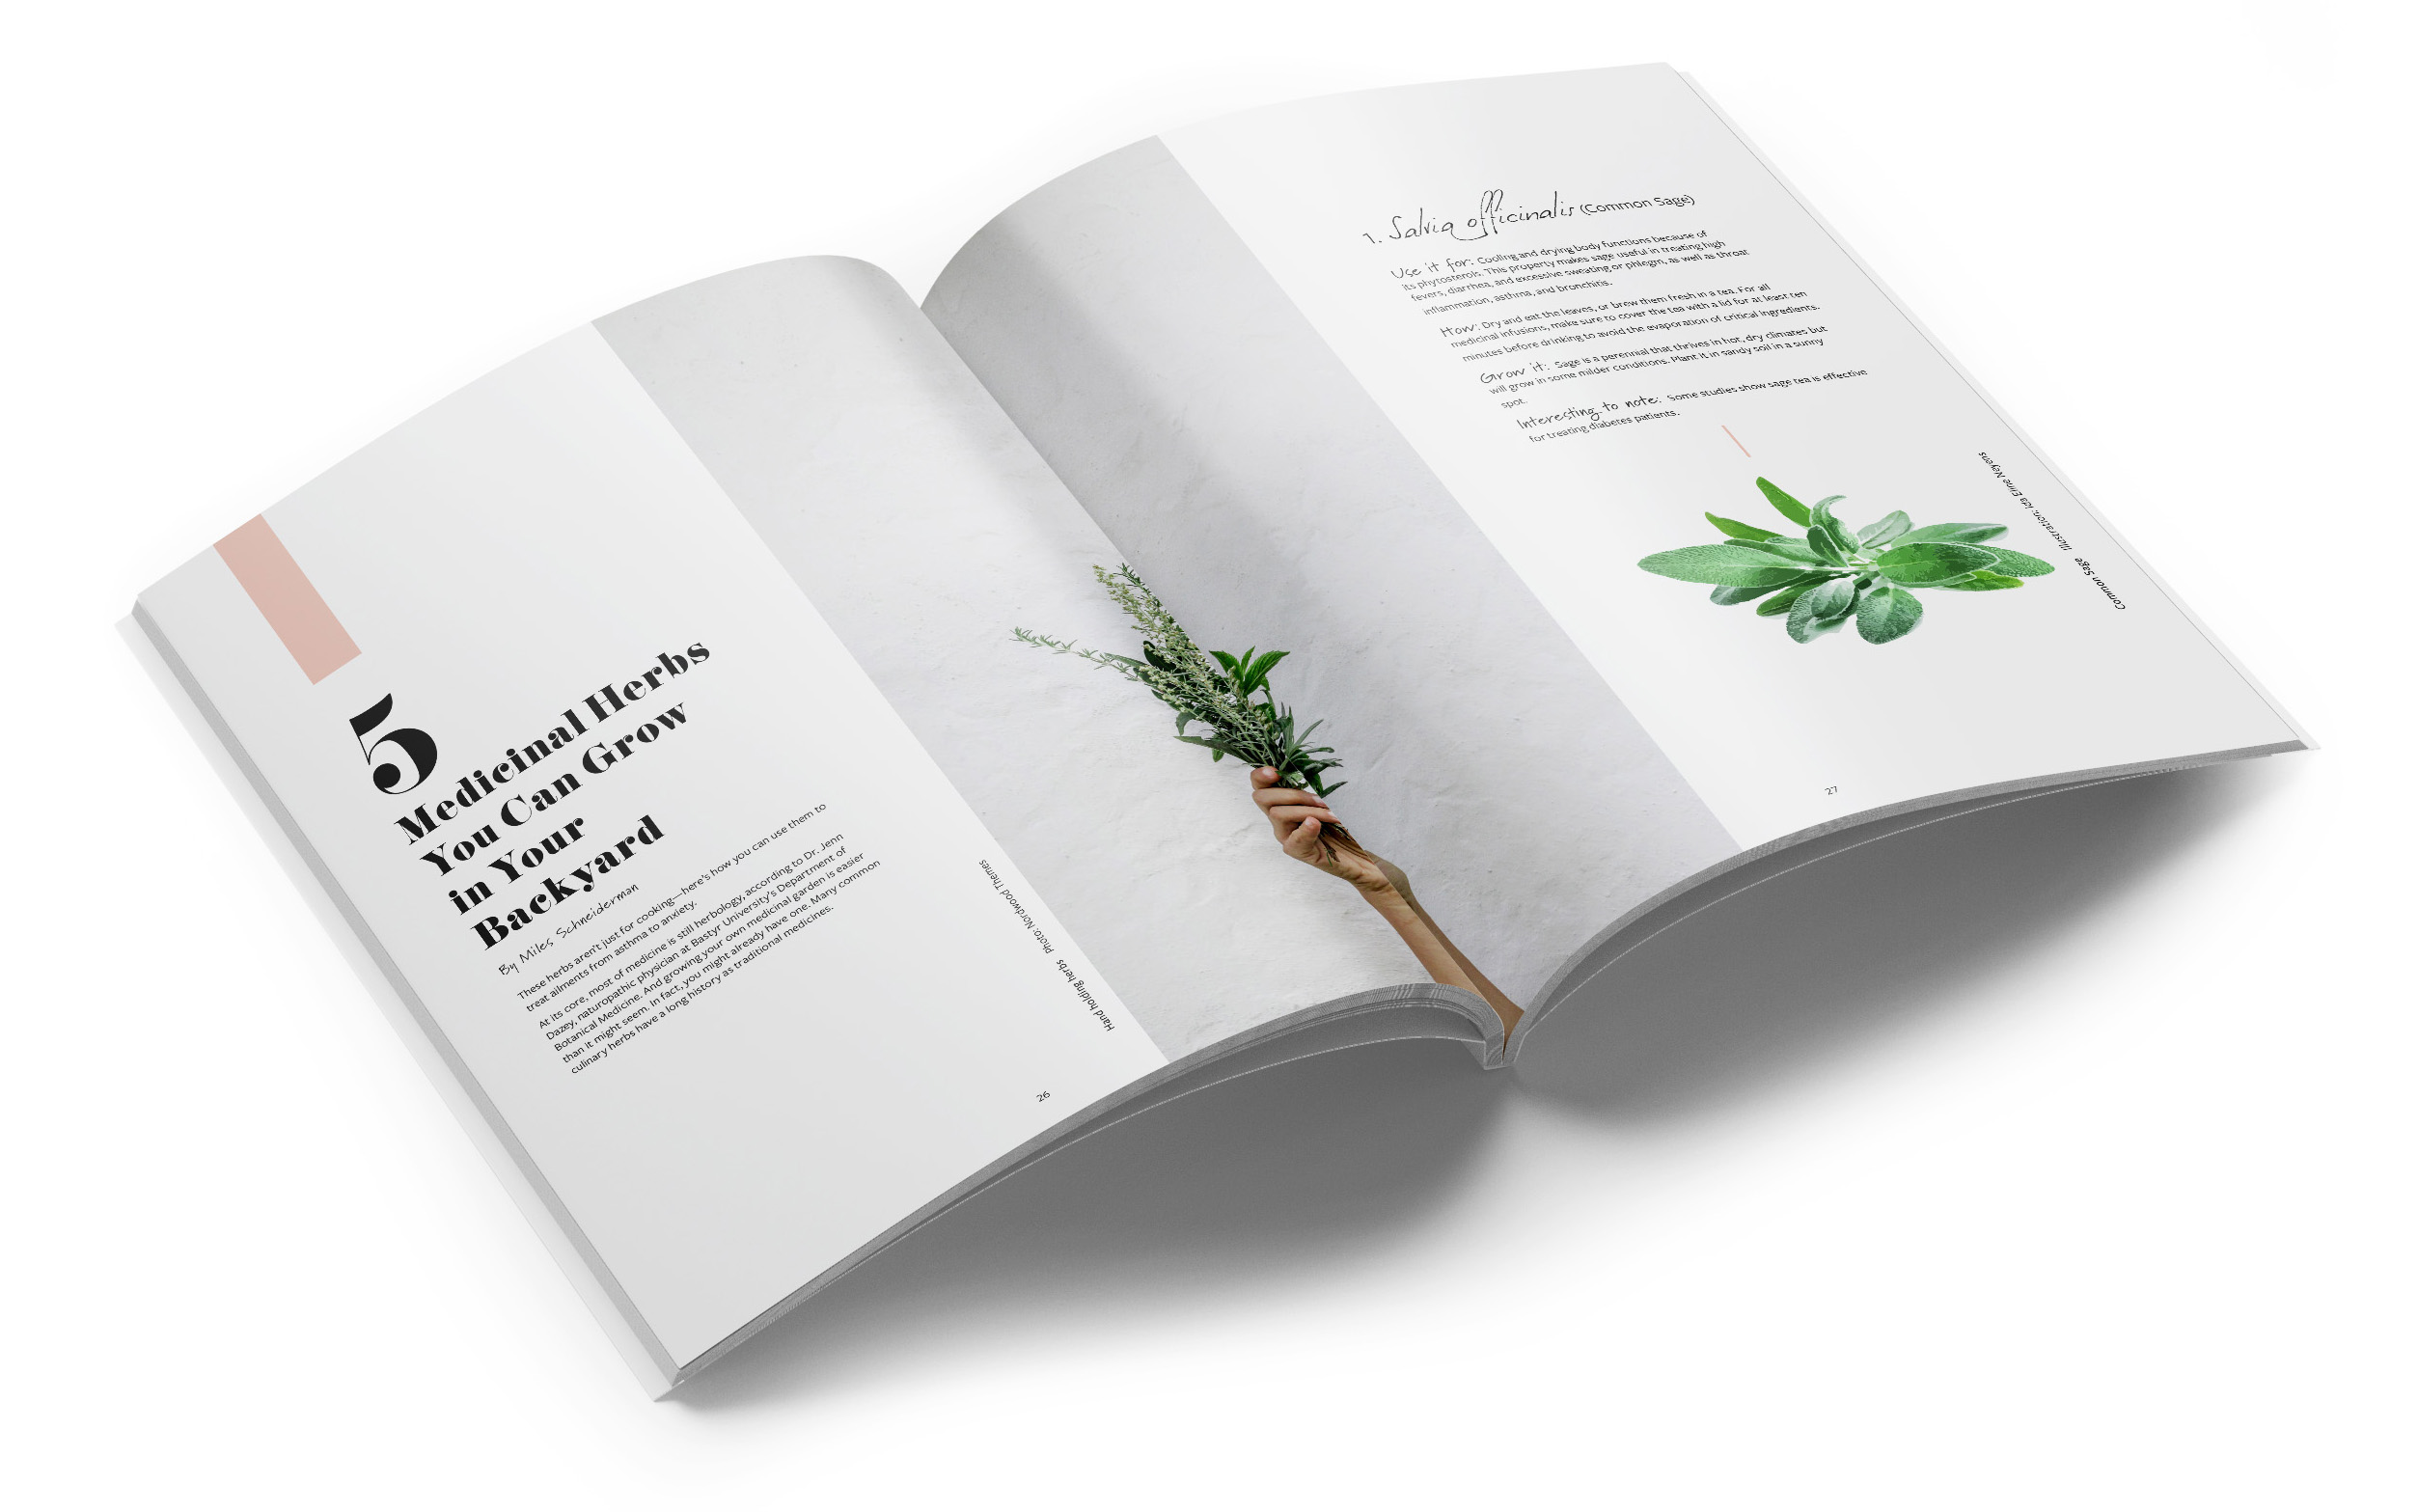 5
Medicinal Herbs
You Can Grow
in Your
Backyard
By Miles Schneiderman
These herbs aren't just for cooking—here's how you can use them to
treat ailments from asthma to anxiety.
At its core, most of medicine is still herbology, according to Dr. Jenn
Dazey, naturopathic physician at Bastyr University's Department of
Botanical Medicine. And growing your own medicinal garden is easier
than it might seem. In fact, you might already have one. Many common
culinary herbs have a long history as traditional medicines.
Hand holding herbs Photo: Nordwood Themes
26
1. Salvia officinalis (Common Sage)
Use it for: Cooling and drying body functions because of
its phytosterols. This property makes sage useful in treating high
fevers, diarrhea, and excessive sweating or phlegm, as well as throat
inflammation, asthma, and bronchitis.
How: Dry and eat the leaves, or brew them fresh in a tea. For all
medicinal infusions, make sure to cover the tea with a lid for at least ten
minutes before drinking to avoid the evaporation of critical ingredients.
Grow it: Sage is a perennial that thrives in hot, dry climates but
will grow in some milder conditions. Plant it in sandy soil in a sunny
spot.
Interesting to note: Some studies show sage tea is effective
for treating diabetes patients.
Common Sage Illustration: Ida Eline Neyens
27